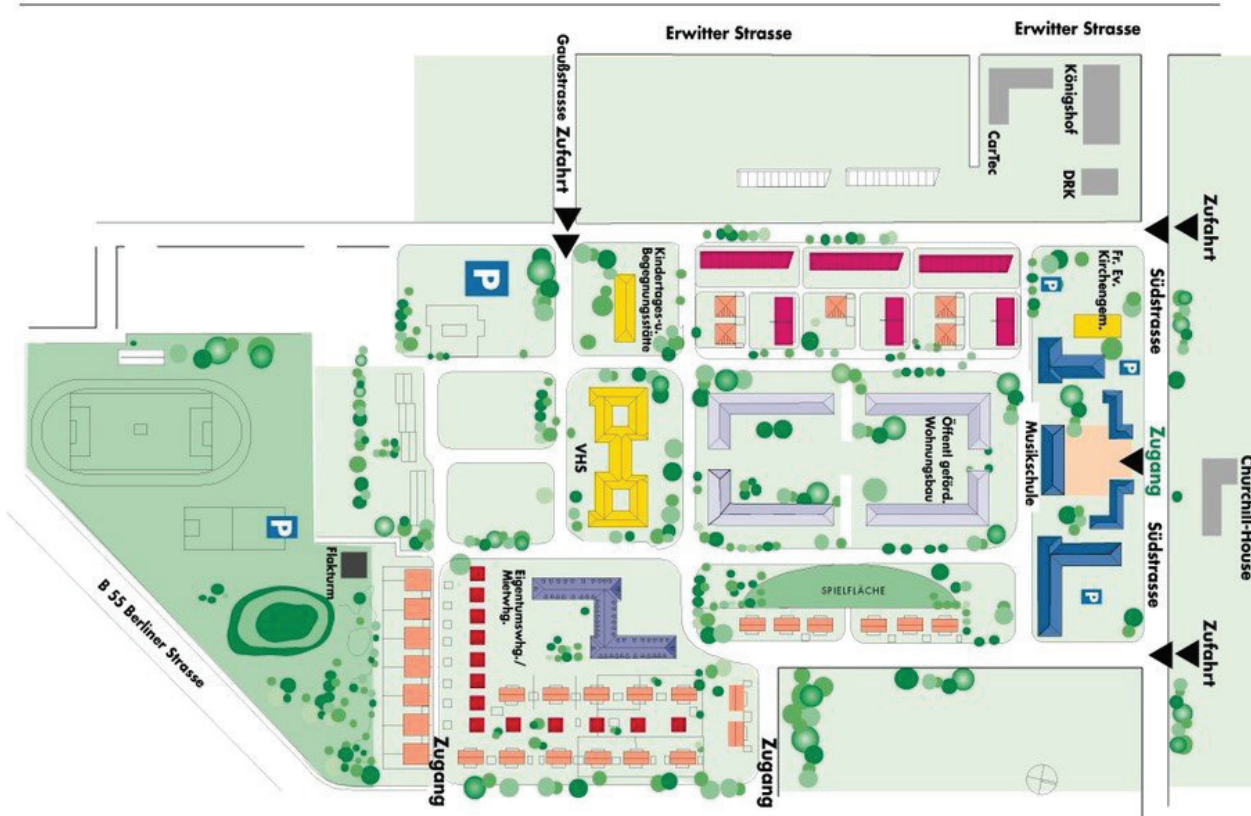 Erwitter Strasse
Erwitter Strasse
Gaußstrasse Zufahrt
Königshof
CarTec
DRK
Zufahrt
P
Kindertages-u.
Begegnungsstätte
Fr. Ev.
Kirchengem.
P
Südstrasse
P
VHS
Öffentl geförd.
Wohnungsbau
Musikschule
Zugang
Churchill-House
P
Flakturm
Eigentumswhg./
Mietwhg.
SPIELFLÄCHE
P
Südstrasse
B 55 Berliner Strasse
Zufahrt
Zugang
Zugang